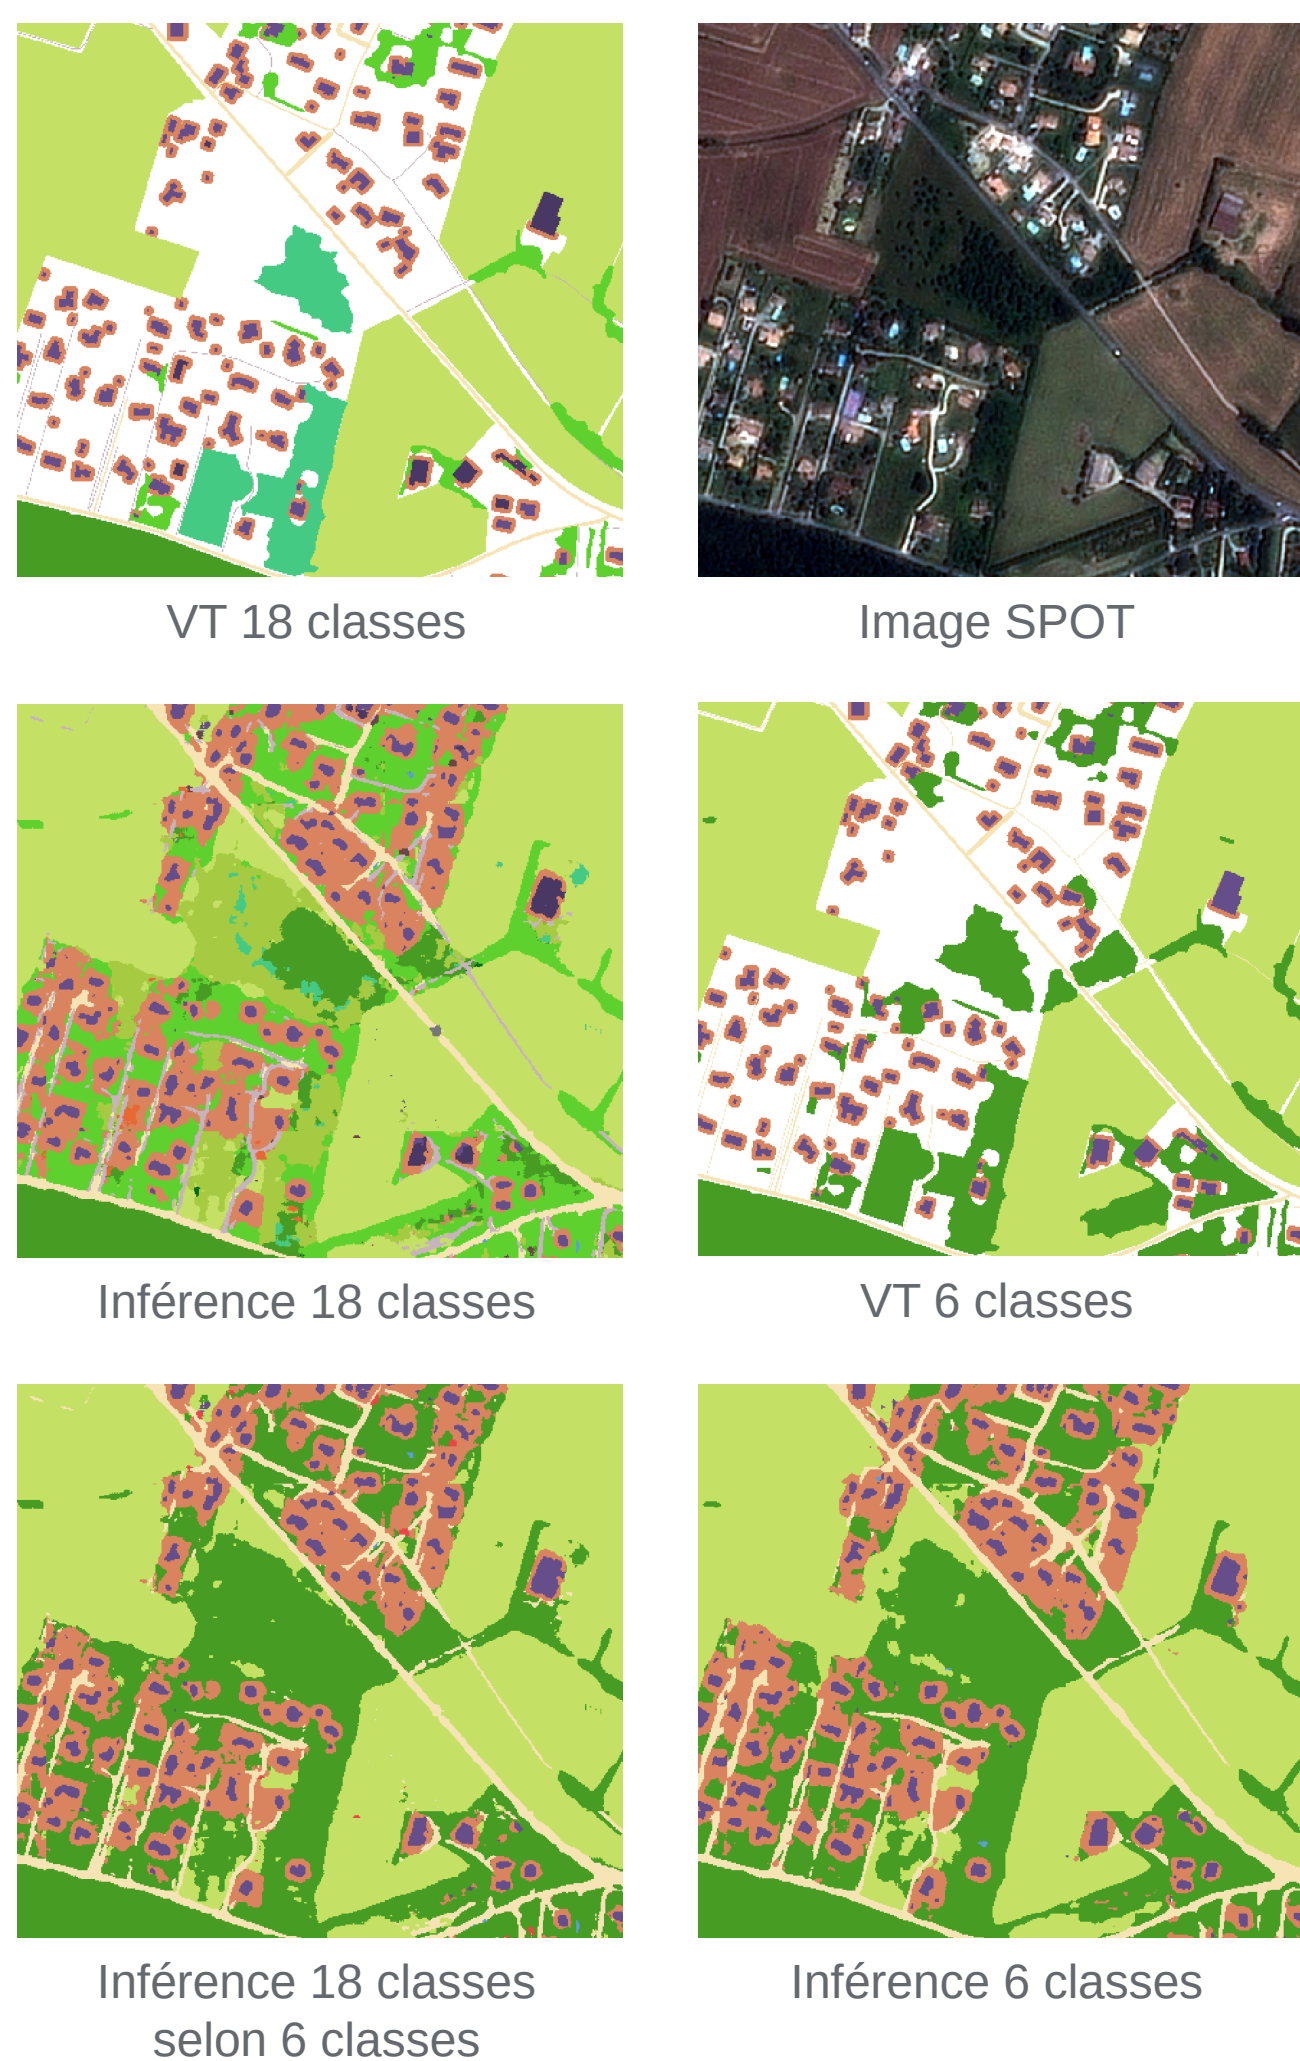 VT 18 classes
Image SPOT
Inférence 18 classes
VT 6 classes
Inférence 18 classes
selon 6 classes
Inférence 6 classes